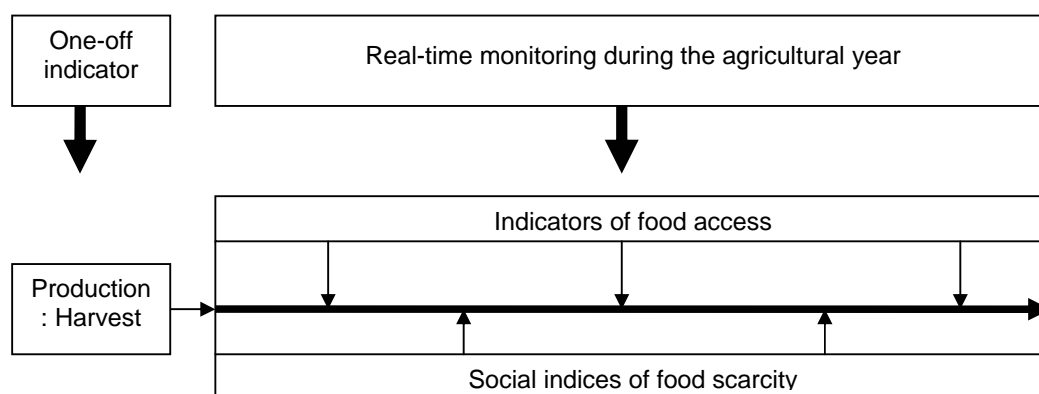 One-off
indicator
Real-time monitoring during the agricultural year
Indicators of food access
Production
: Harvest
Social indices of food scarcity